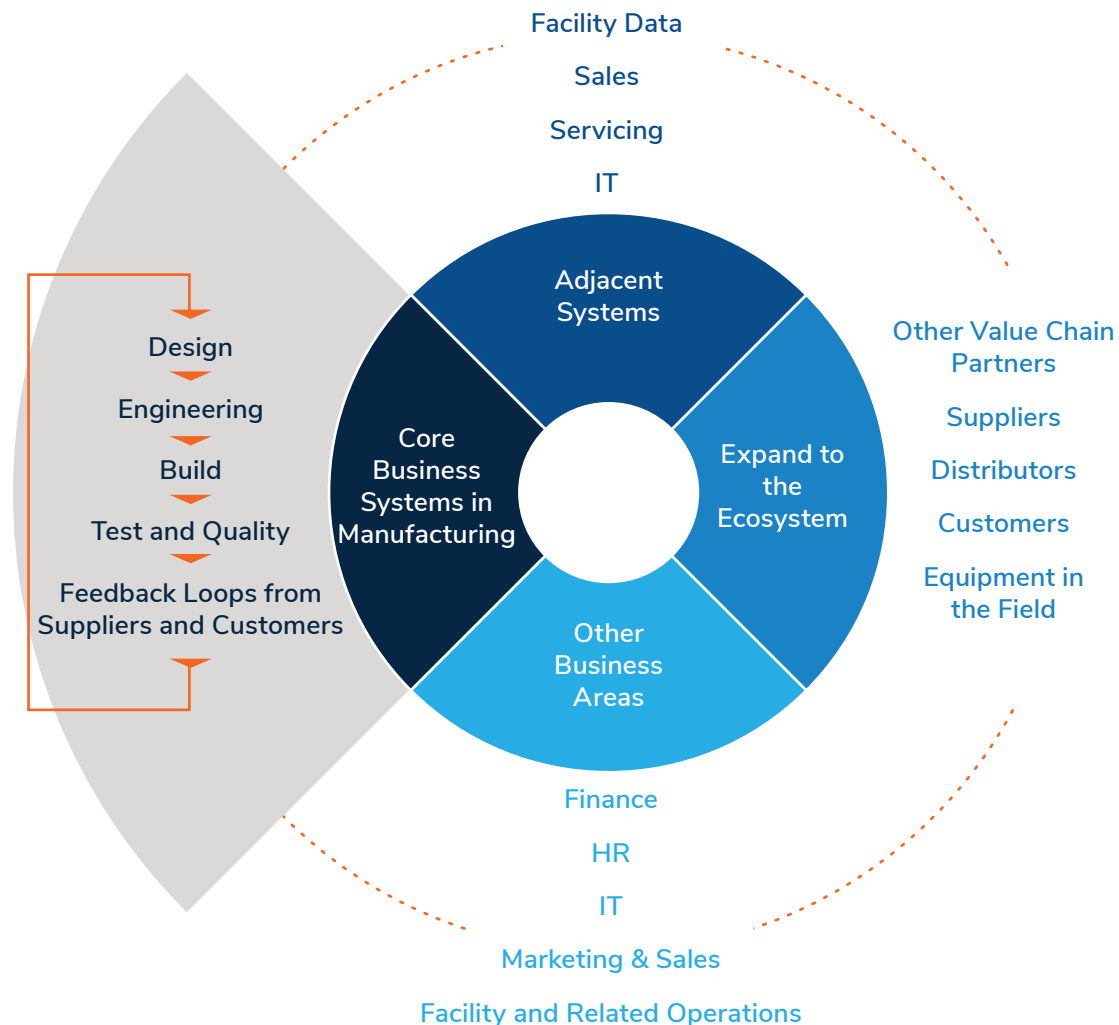 Facility Data
Sales
Servicing
IT
Adjacent
Systems
Design
Engineering
Build
Test and Quality
Feedback Loops from
Suppliers and Customers
Core
Business
Systems in
Manufacturing
Expand to
the
Ecosystem
Other Value Chain
Partners
Suppliers
Distributors
Customers
Equipment in
the Field
Other
Business
Areas
Finance
HR
IT
Marketing & Sales
Facility and Related Operations